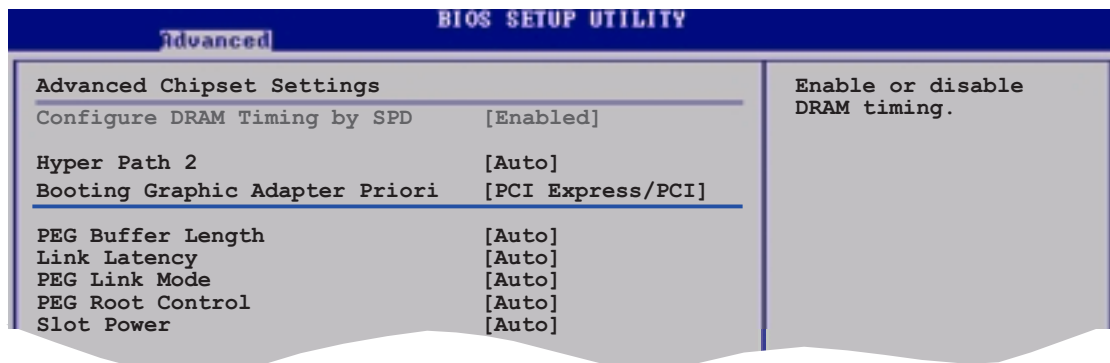 BIOS SETUP UTILITY
Advanced
Advanced Chipset Settings
Configure DRAM Timing by SPD [Enabled]
Hyper Path 2 [Auto]
Booting Graphic Adapter Priori [PCI Express/PCI]
PEG Buffer Length [Auto]
Link Latency [Auto]
PEG Link Mode [Auto]
PEG Root Control [Auto]
Slot Power [Auto]
Enable or disable
DRAM timing.